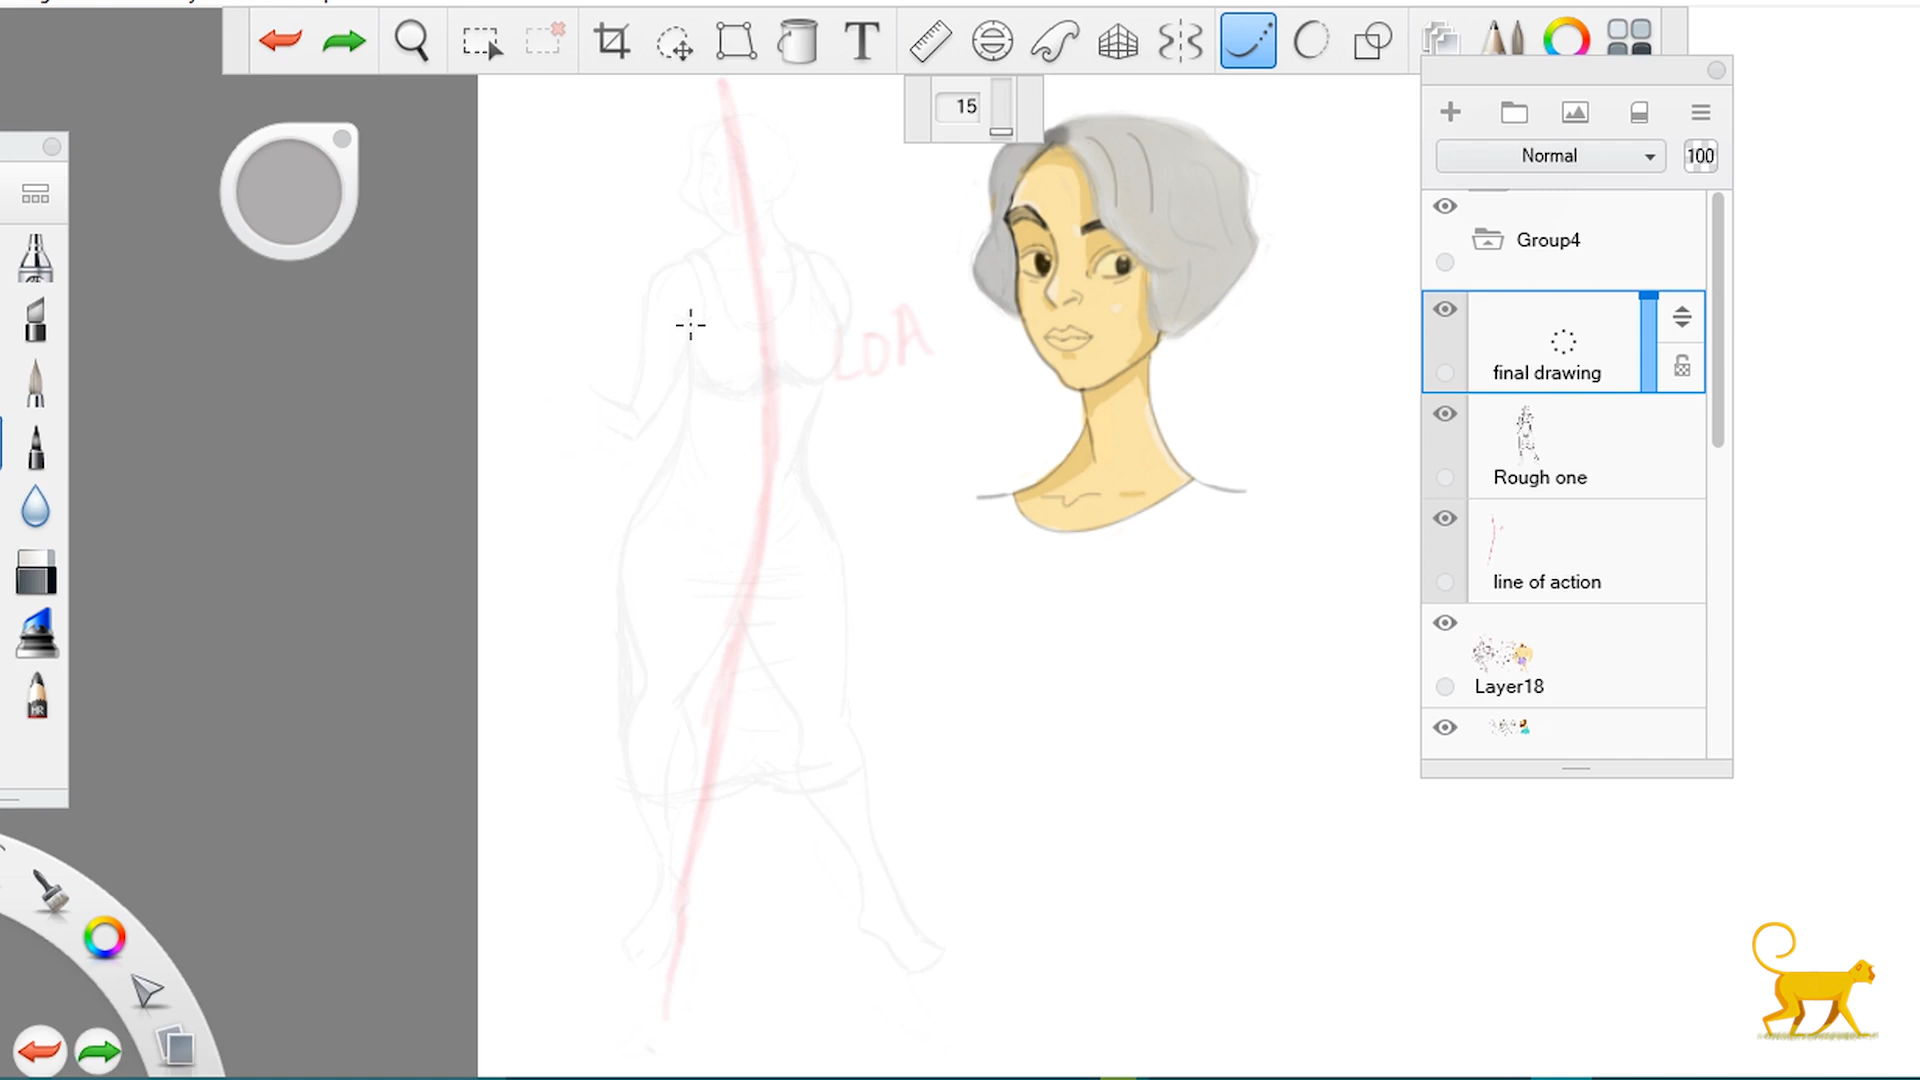 T
15
Normal
100
Group4
final drawing
LOA
Rough one
line of action
Layer18